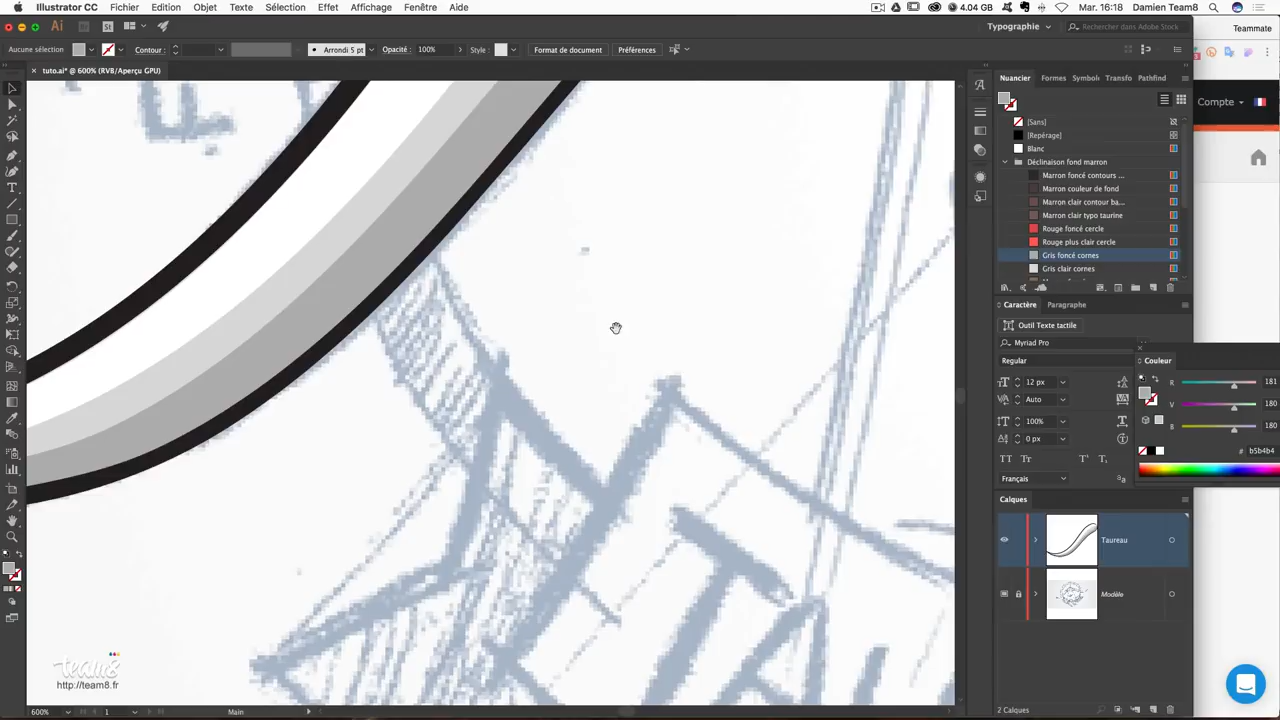 Illustrator CC Fichier Edition Objet Texte Sélection Effet Affichage Fenêtre Aide 4.04 GB Mar. 16:18 Damien Team8
Typographie Rechercher dans Adobe Stock
Teammate
Aucune sélection Contour : Arrondi 5 pt Opacité : 100% Style : Format de document Préférences
tuto.ai* @ 600% (RVB/Aperçu GPU)
Nuancier Formes Symbol Transfo Pathfind
Compte
[Sans]
[Repérage]
Blanc
Déclinaison fond marron
Marron foncé contours ...
Marron couleur de fond
Marron clair contour ba...
Marron clair typo taurine
Rouge foncé cercle
Rouge plus clair cercle
Gris foncé cornes
Gris clair cornes
Caractère Paragraphe
Outil Texte tactile
Myriad Pro
Regular
Couleur
12 px
R 181
Auto
V 180
100%
B 180
0 px
# b5b4b4
Français
Calques
Taureau
Modèle
team8
http://team8.fr
600% 1 Main
2 Calques